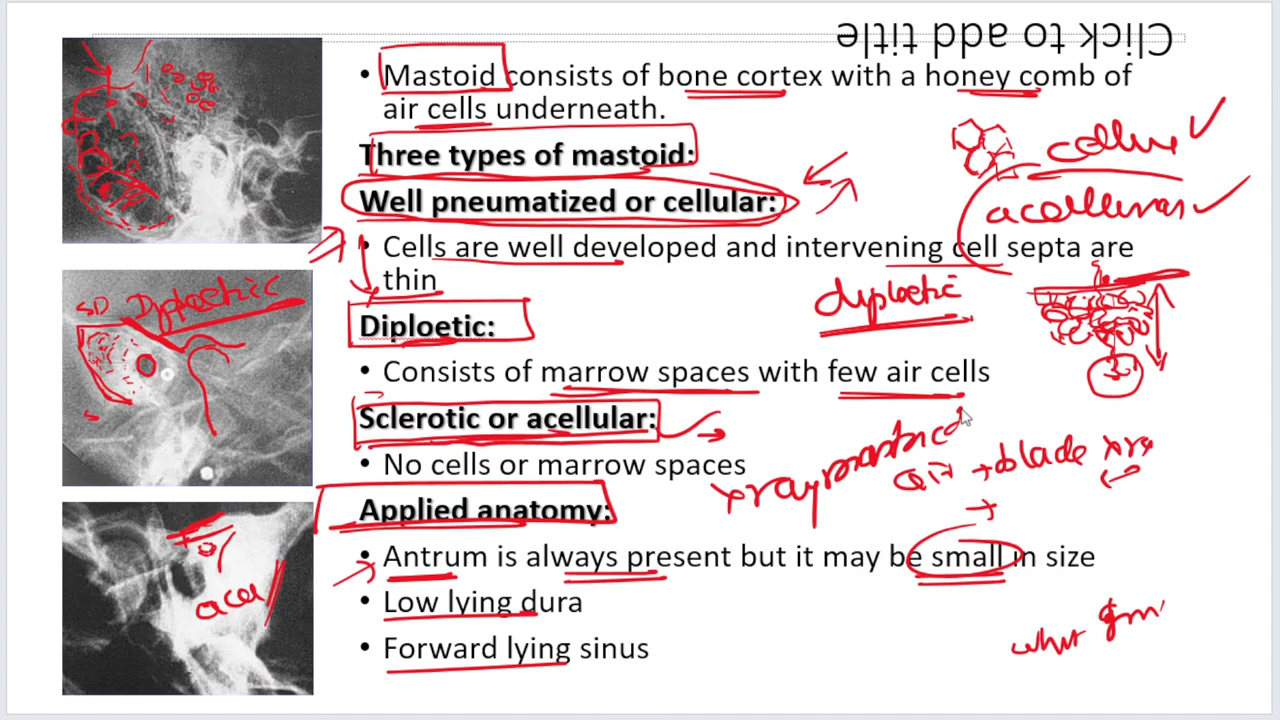 Click to add title
• Mastoid consists of bone cortex with a honey comb of
air cells underneath.
Three types of mastoid:
Well pneumatized or cellular:
• Cells are well developed and intervening cell septa are
thin
Diploetic:
• Consists of marrow spaces with few air cells
Sclerotic or acellular:
• No cells or marrow spaces
Applied anatomy:
• Antrum is always present but it may be small in size
• Low lying dura
• Forward lying sinus
Diploetic
SD
diploetic